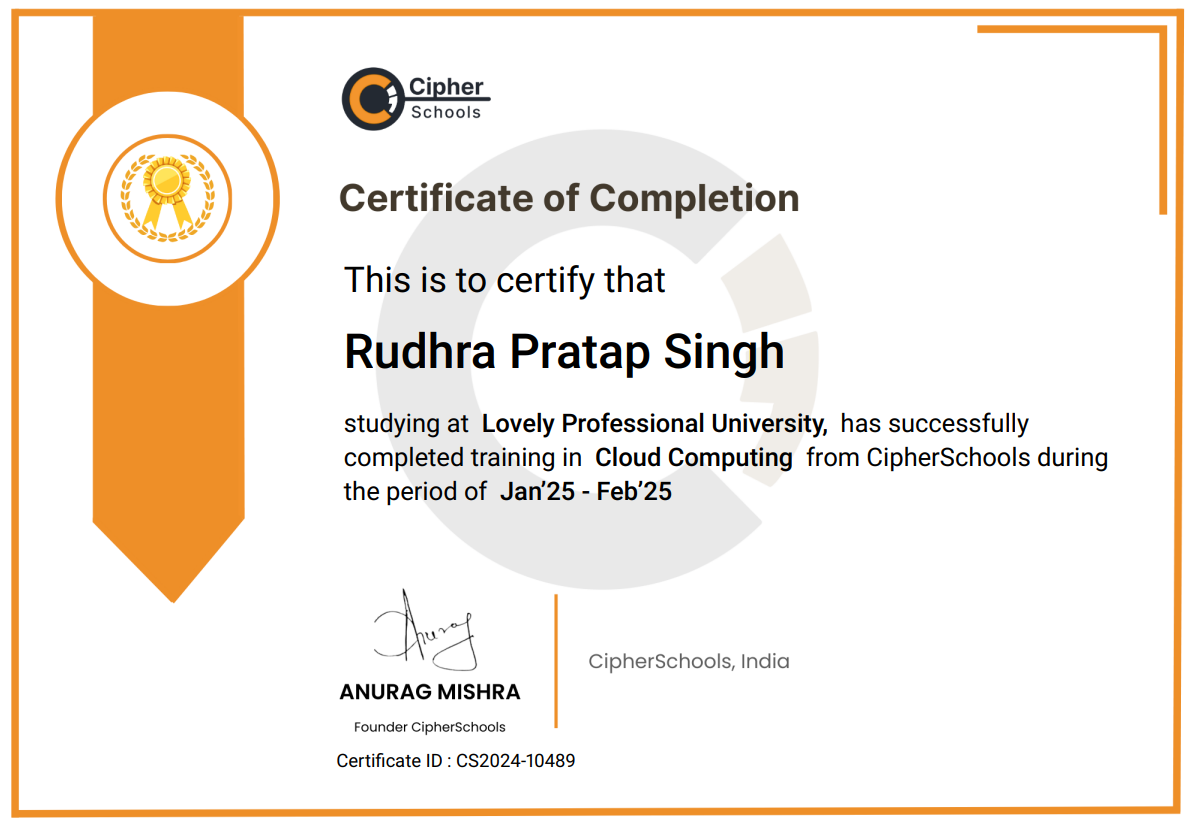 Cipher
Schools
Certificate of Completion
This is to certify that
Rudhra Pratap Singh
studying at Lovely Professional University, has successfully
completed training in Cloud Computing from CipherSchools during
the period of Jan’25 - Feb’25
Anurag
ANURAG MISHRA
Founder CipherSchools
CipherSchools, India
Certificate ID : CS2024-10489